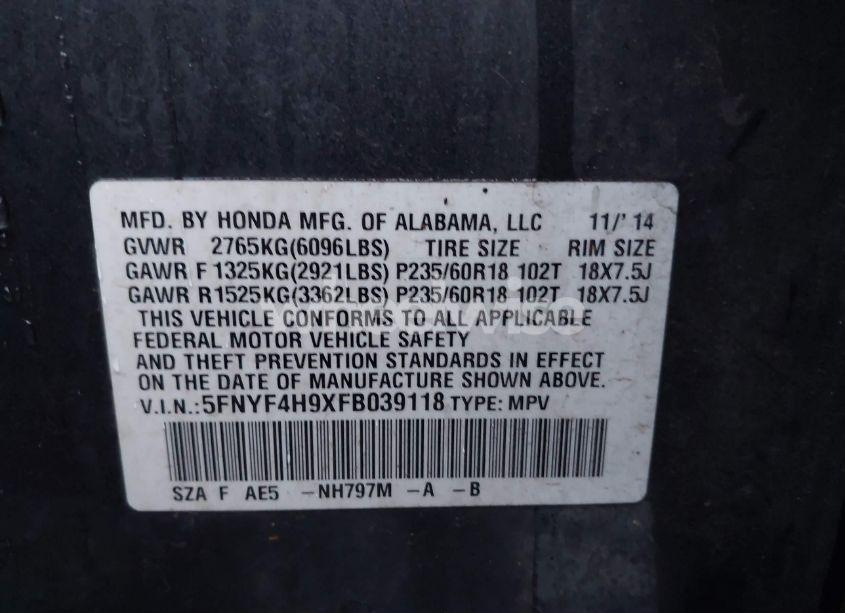 MFD. BY HONDA MFG. OF ALABAMA, LLC 11/'14
GVWR 2765KG(6096LBS) TIRE SIZE RIM SIZE
GAWR F 1325KG(2921LBS) P235/60R18 102T 18X7.5J
GAWR R 1525KG(3362LBS) P235/60R18 102T 18X7.5J
THIS VEHICLE CONFORMS TO ALL APPLICABLE
FEDERAL MOTOR VEHICLE SAFETY
AND THEFT PREVENTION STANDARDS IN EFFECT
ON THE DATE OF MANUFACTURE SHOWN ABOVE.
V.I.N.:5FNYF4H9XFB039118 TYPE: MPV
SZA F AE5 -NH797M -A -B